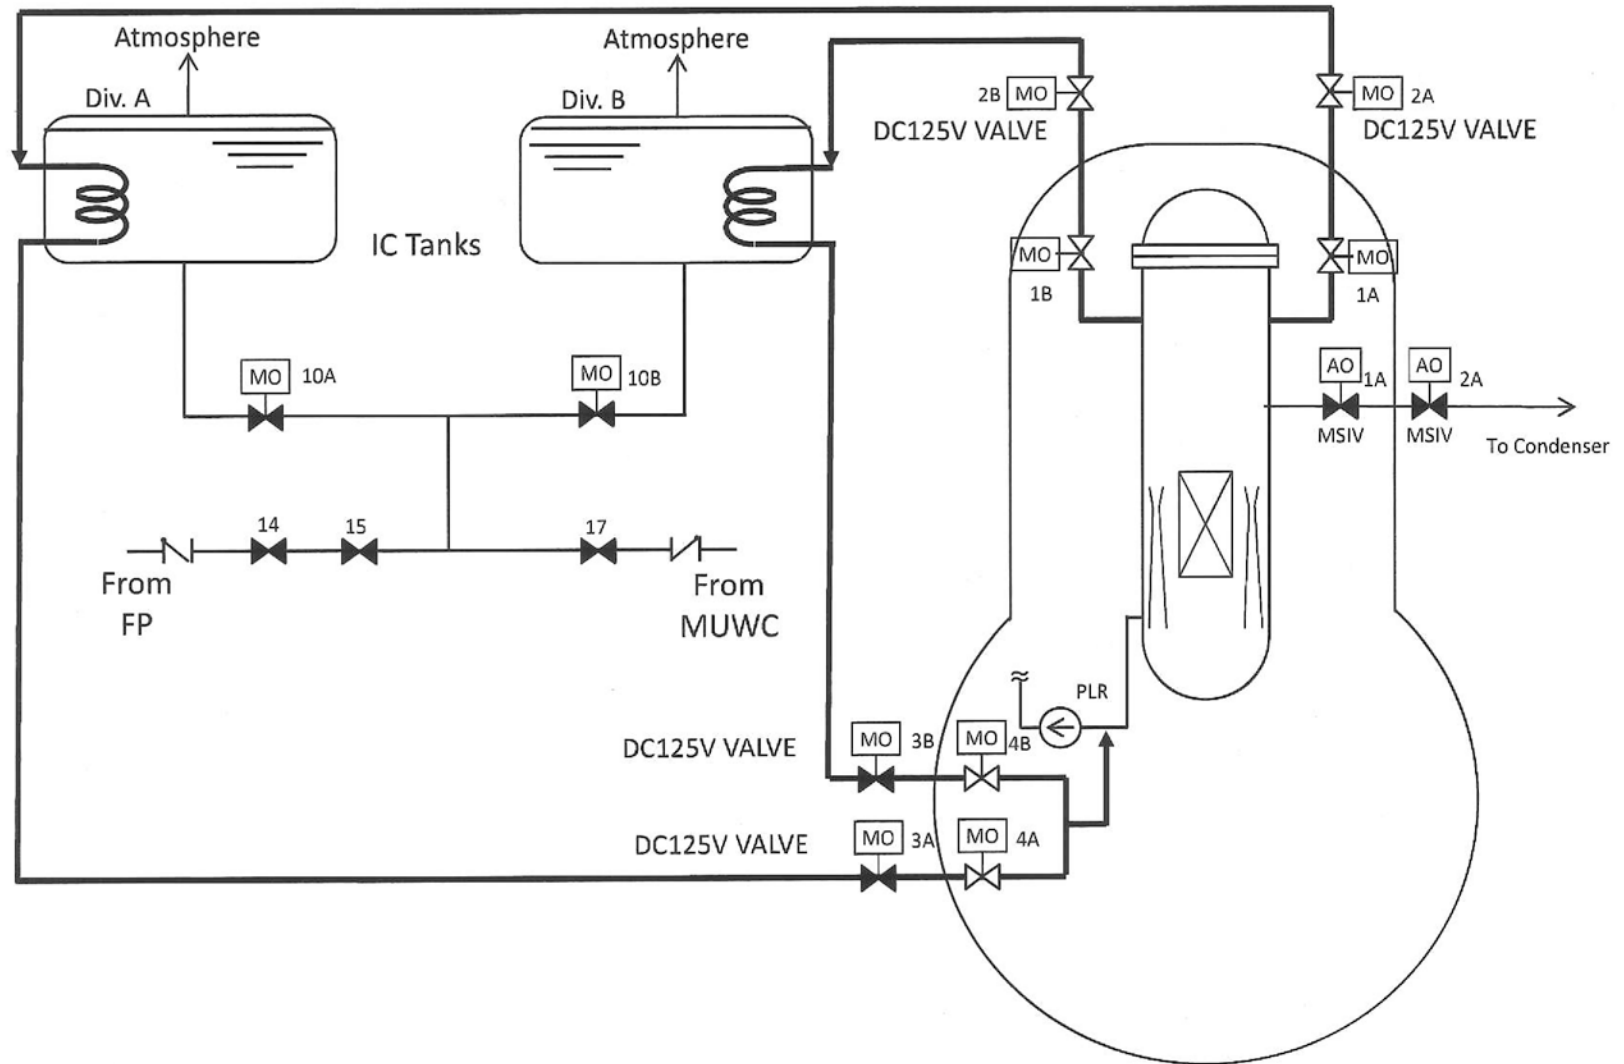 Atmosphere
Atmosphere
Div. A
Div. B
2B
MO
MO
2A
DC125V VALVE
DC125V VALVE
IC Tanks
MO
MO
1B
1A
MO
10A
MO
10B
AO
1A
AO
2A
MSIV
MSIV
To Condenser
14
15
17
From
FP
From
MUWC
PLR
DC125V VALVE
MO
3B
MO
4B
DC125V VALVE
MO
3A
MO
4A